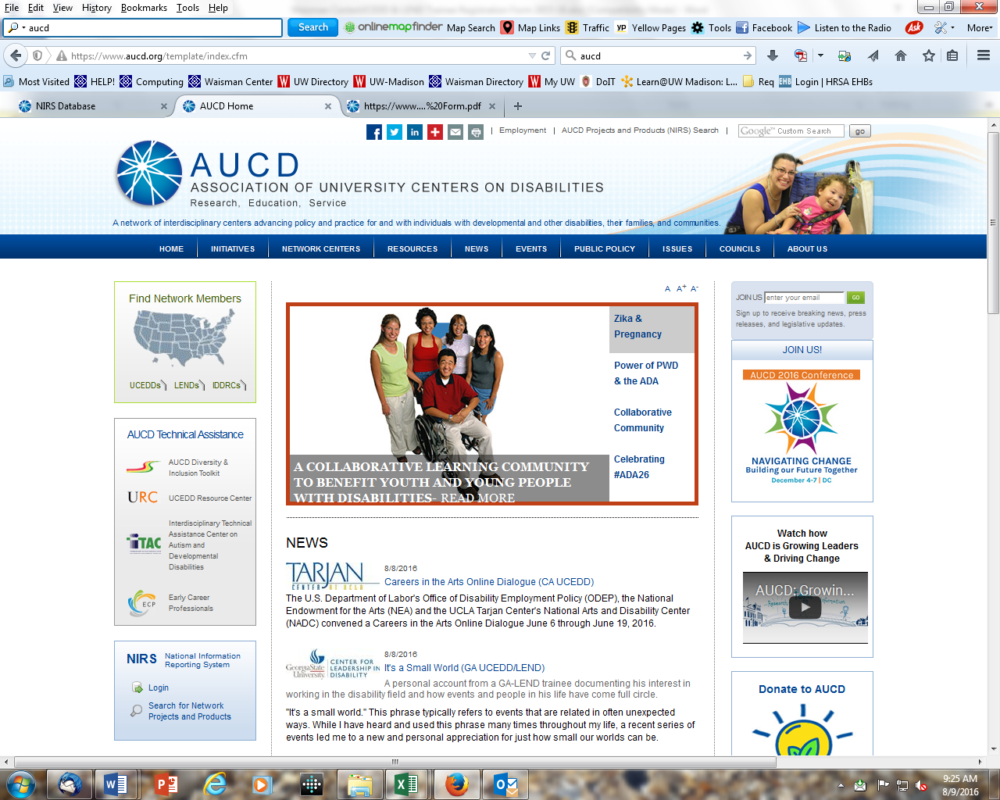 File Edit View History Bookmarks Tools Help
aucd Search onlinemapfinder Map Search Map Links Traffic Yellow Pages Tools Facebook Listen to the Radio Ask More
https://www.aucd.org/template/index.cfm aucd
Most Visited HELP! Computing Waisman Center UW Directory UW-Madison Waisman Directory My UW DoIT Learn@UW Madison: L... Req Login | HRSA EHBs
NIRS Database AUCD Home https://www....%20Form.pdf
| Employment | AUCD Projects and Products (NIRS) Search | Google™ Custom Search go
AUCD
ASSOCIATION OF UNIVERSITY CENTERS ON DISABILITIES
Research, Education, Service
A network of interdisciplinary centers advancing policy and practice for and with individuals with developmental and other disabilities, their families, and communities.
HOME INITIATIVES NETWORK CENTERS RESOURCES NEWS EVENTS PUBLIC POLICY ISSUES COUNCILS ABOUT US
Find Network Members
UCEDDs LENDs IDDRCs
AUCD Technical Assistance
AUCD Diversity &
Inclusion Toolkit
URC UCEDD Resource Center
iTAC
Interdisciplinary Technical
Assistance Center on
Autism and
Developmental
Disabilities
ECP
Early Career
Professionals
NIRS National Information
Reporting System
Login
Search for Network
Projects and Products
A A+ A-
Zika &
Pregnancy
Power of PWD
& the ADA
Collaborative
Community
Celebrating
#ADA26
A COLLABORATIVE LEARNING COMMUNITY
TO BENEFIT YOUTH AND YOUNG PEOPLE
WITH DISABILITIES- READ MORE
NEWS
TARJAN
CENTER AT UCLA
8/8/2016
Careers in the Arts Online Dialogue (CA UCEDD)
The U.S. Department of Labor's Office of Disability Employment Policy (ODEP), the National
Endowment for the Arts (NEA) and the UCLA Tarjan Center's National Arts and Disability Center
(NADC) convened a Careers in the Arts Online Dialogue June 6 through June 19, 2016.
GeorgiaState University
CENTER FOR
LEADERSHIP IN
DISABILITY
8/8/2016
It's a Small World (GA UCEDD/LEND)
A personal account from a GA-LEND trainee documenting his interest in
working in the disability field and how events and people in his life have come full circle.
"It's a small world." This phrase typically refers to events that are related in often unexpected
ways. While I have heard and used this phrase many times throughout my life, a recent series of
events led me to a new and personal appreciation for just how small our worlds can be.
JOIN US enter your email GO
Sign up to receive breaking news, press
releases, and legislative updates.
JOIN US!
AUCD 2016 Conference
NAVIGATING CHANGE
Building our Future Together
December 4-7 | DC
Watch how
AUCD is Growing Leaders
& Driving Change
AUCD: Growin...
Donate to AUCD
9:25 AM
8/9/2016